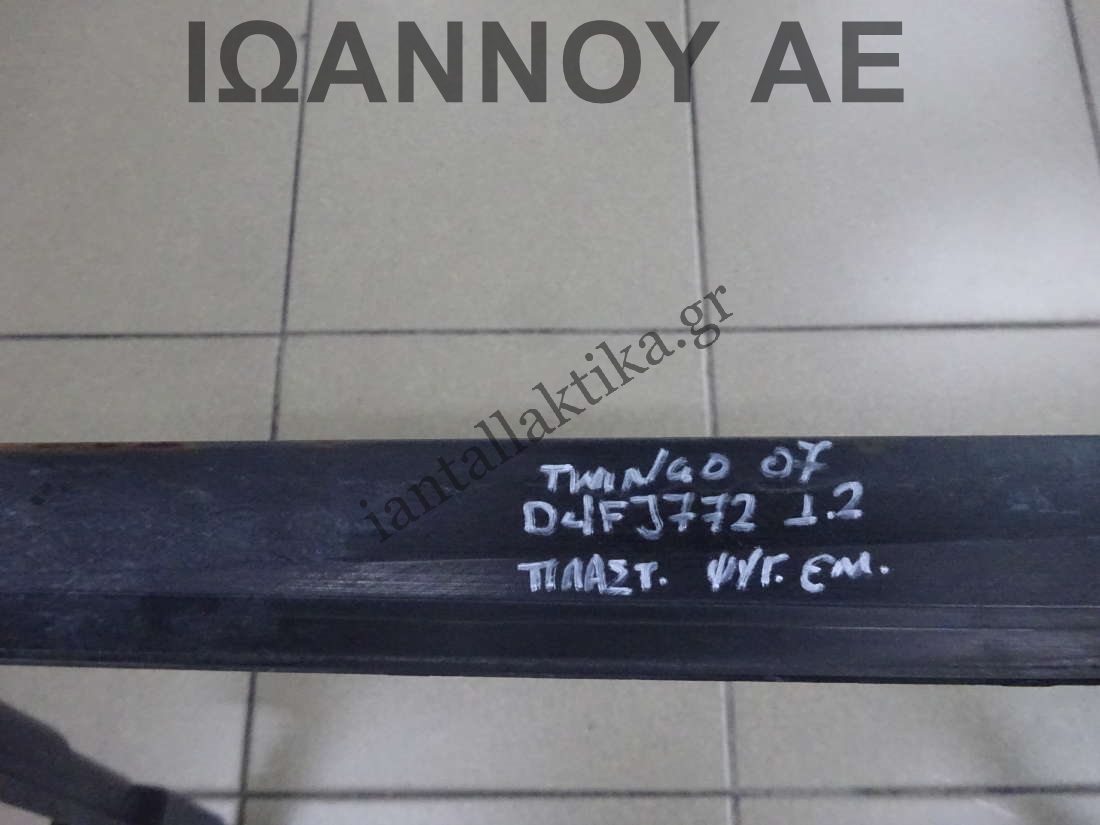 ΙΩΑΝΝΟΥ ΑΕ
iantallaktika.gr
TWINGO 07
D4FJ772 1.2
ΠΛΑΣΤ. ΨΥΓ. ΕΜ.